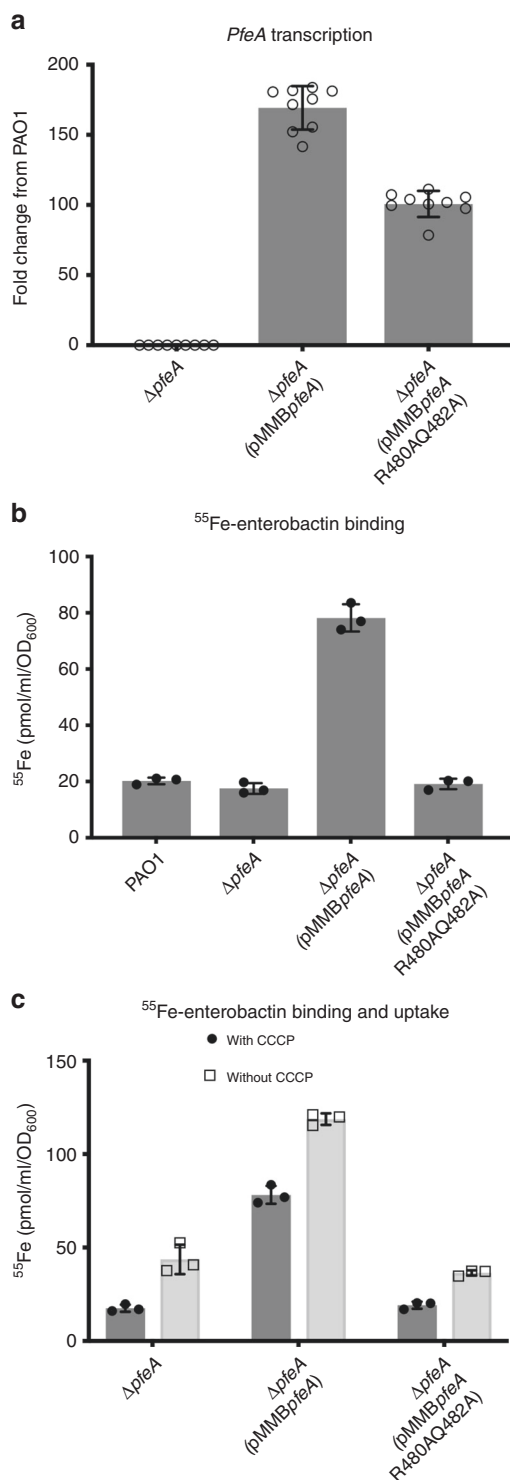 a
PfeA transcription
Fold change from PAO1
200
150
100
50
0
ΔpfeA
ΔpfeA
(pMMBpfeA)
ΔpfeA
(pMMBpfeA
R480AQ482A)
b
⁵⁵Fe-enterobactin binding
⁵⁵Fe (pmol/ml/OD₆₀₀)
100
80
60
40
20
0
PAO1
ΔpfeA
ΔpfeA
(pMMBpfeA)
ΔpfeA
(pMMBpfeA
R480AQ482A)
c
⁵⁵Fe-enterobactin binding and uptake
With CCCP
Without CCCP
⁵⁵Fe (pmol/ml/OD₆₀₀)
150
100
50
0
ΔpfeA
ΔpfeA
(pMMBpfeA)
ΔpfeA
(pMMBpfeA
R480AQ482A)